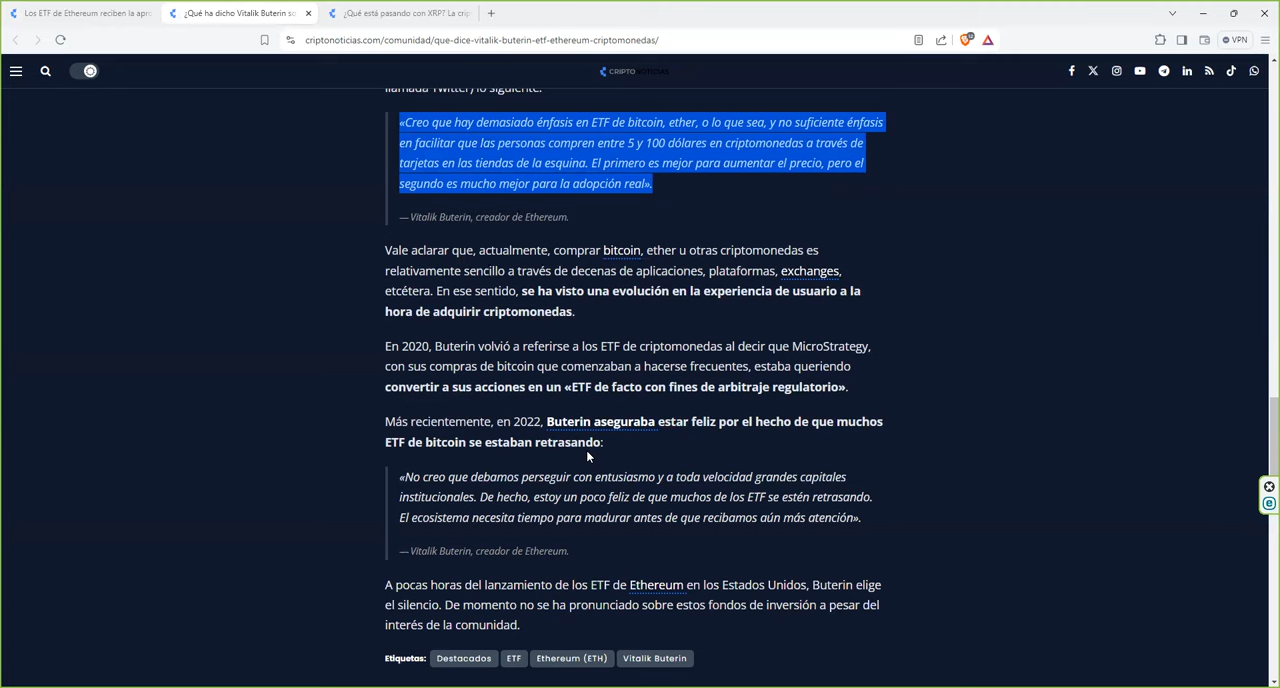 Los ETF de Ethereum reciben la apro
¿Qué ha dicho Vitalik Buterin so
¿Qué está pasando con XRP? La crip
criptonoticias.com/comunidad/que-dice-vitalik-buterin-etf-ethereum-criptomonedas/
VPN
CRIPTONOTICIAS
llamada Twitter) lo siguiente:
«Creo que hay demasiado énfasis en ETF de bitcoin, ether, o lo que sea, y no suficiente énfasis
en facilitar que las personas compren entre 5 y 100 dólares en criptomonedas a través de
tarjetas en las tiendas de la esquina. El primero es mejor para aumentar el precio, pero el
segundo es mucho mejor para la adopción real».
— Vitalik Buterin, creador de Ethereum.
Vale aclarar que, actualmente, comprar bitcoin, ether u otras criptomonedas es
relativamente sencillo a través de decenas de aplicaciones, plataformas, exchanges,
etcétera. En ese sentido, se ha visto una evolución en la experiencia de usuario a la
hora de adquirir criptomonedas.
En 2020, Buterin volvió a referirse a los ETF de criptomonedas al decir que MicroStrategy,
con sus compras de bitcoin que comenzaban a hacerse frecuentes, estaba queriendo
convertir a sus acciones en un «ETF de facto con fines de arbitraje regulatorio».
Más recientemente, en 2022, Buterin aseguraba estar feliz por el hecho de que muchos
ETF de bitcoin se estaban retrasando:
«No creo que debamos perseguir con entusiasmo y a toda velocidad grandes capitales
institucionales. De hecho, estoy un poco feliz de que muchos de los ETF se estén retrasando.
El ecosistema necesita tiempo para madurar antes de que recibamos aún más atención».
— Vitalik Buterin, creador de Ethereum.
A pocas horas del lanzamiento de los ETF de Ethereum en los Estados Unidos, Buterin elige
el silencio. De momento no se ha pronunciado sobre estos fondos de inversión a pesar del
interés de la comunidad.
Etiquetas: Destacados ETF Ethereum (ETH) Vitalik Buterin